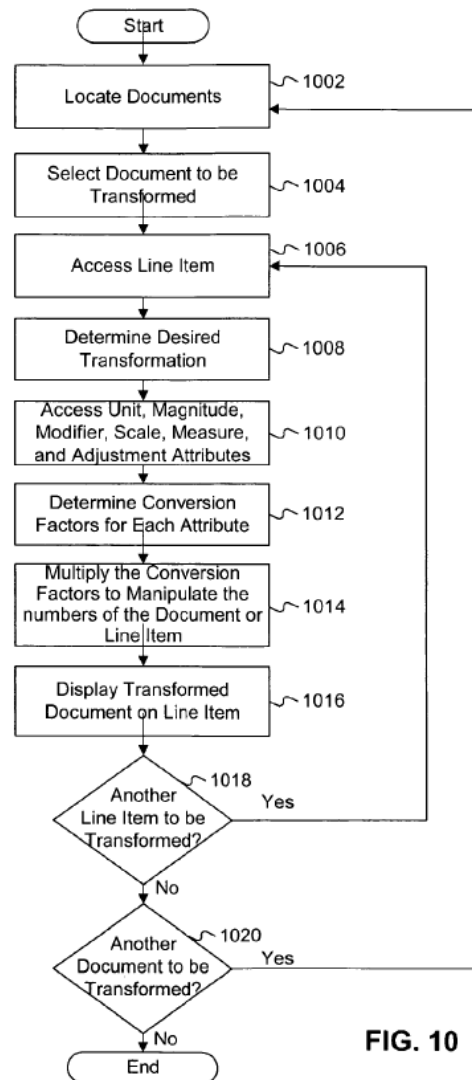 Start
Locate Documents
1002
Select Document to be
Transformed
1004
Access Line Item
1006
Determine Desired
Transformation
1008
Access Unit, Magnitude,
Modifier, Scale, Measure,
and Adjustment Attributes
1010
Determine Conversion
Factors for Each Attribute
1012
Multiply the Conversion
Factors to Manipulate the
numbers of the Document or
Line Item
1014
Display Transformed
Document on Line Item
1016
Another
Line Item to be
Transformed?
1018
Yes
No
Another
Document to be
Transformed?
1020
Yes
No
End
FIG. 10